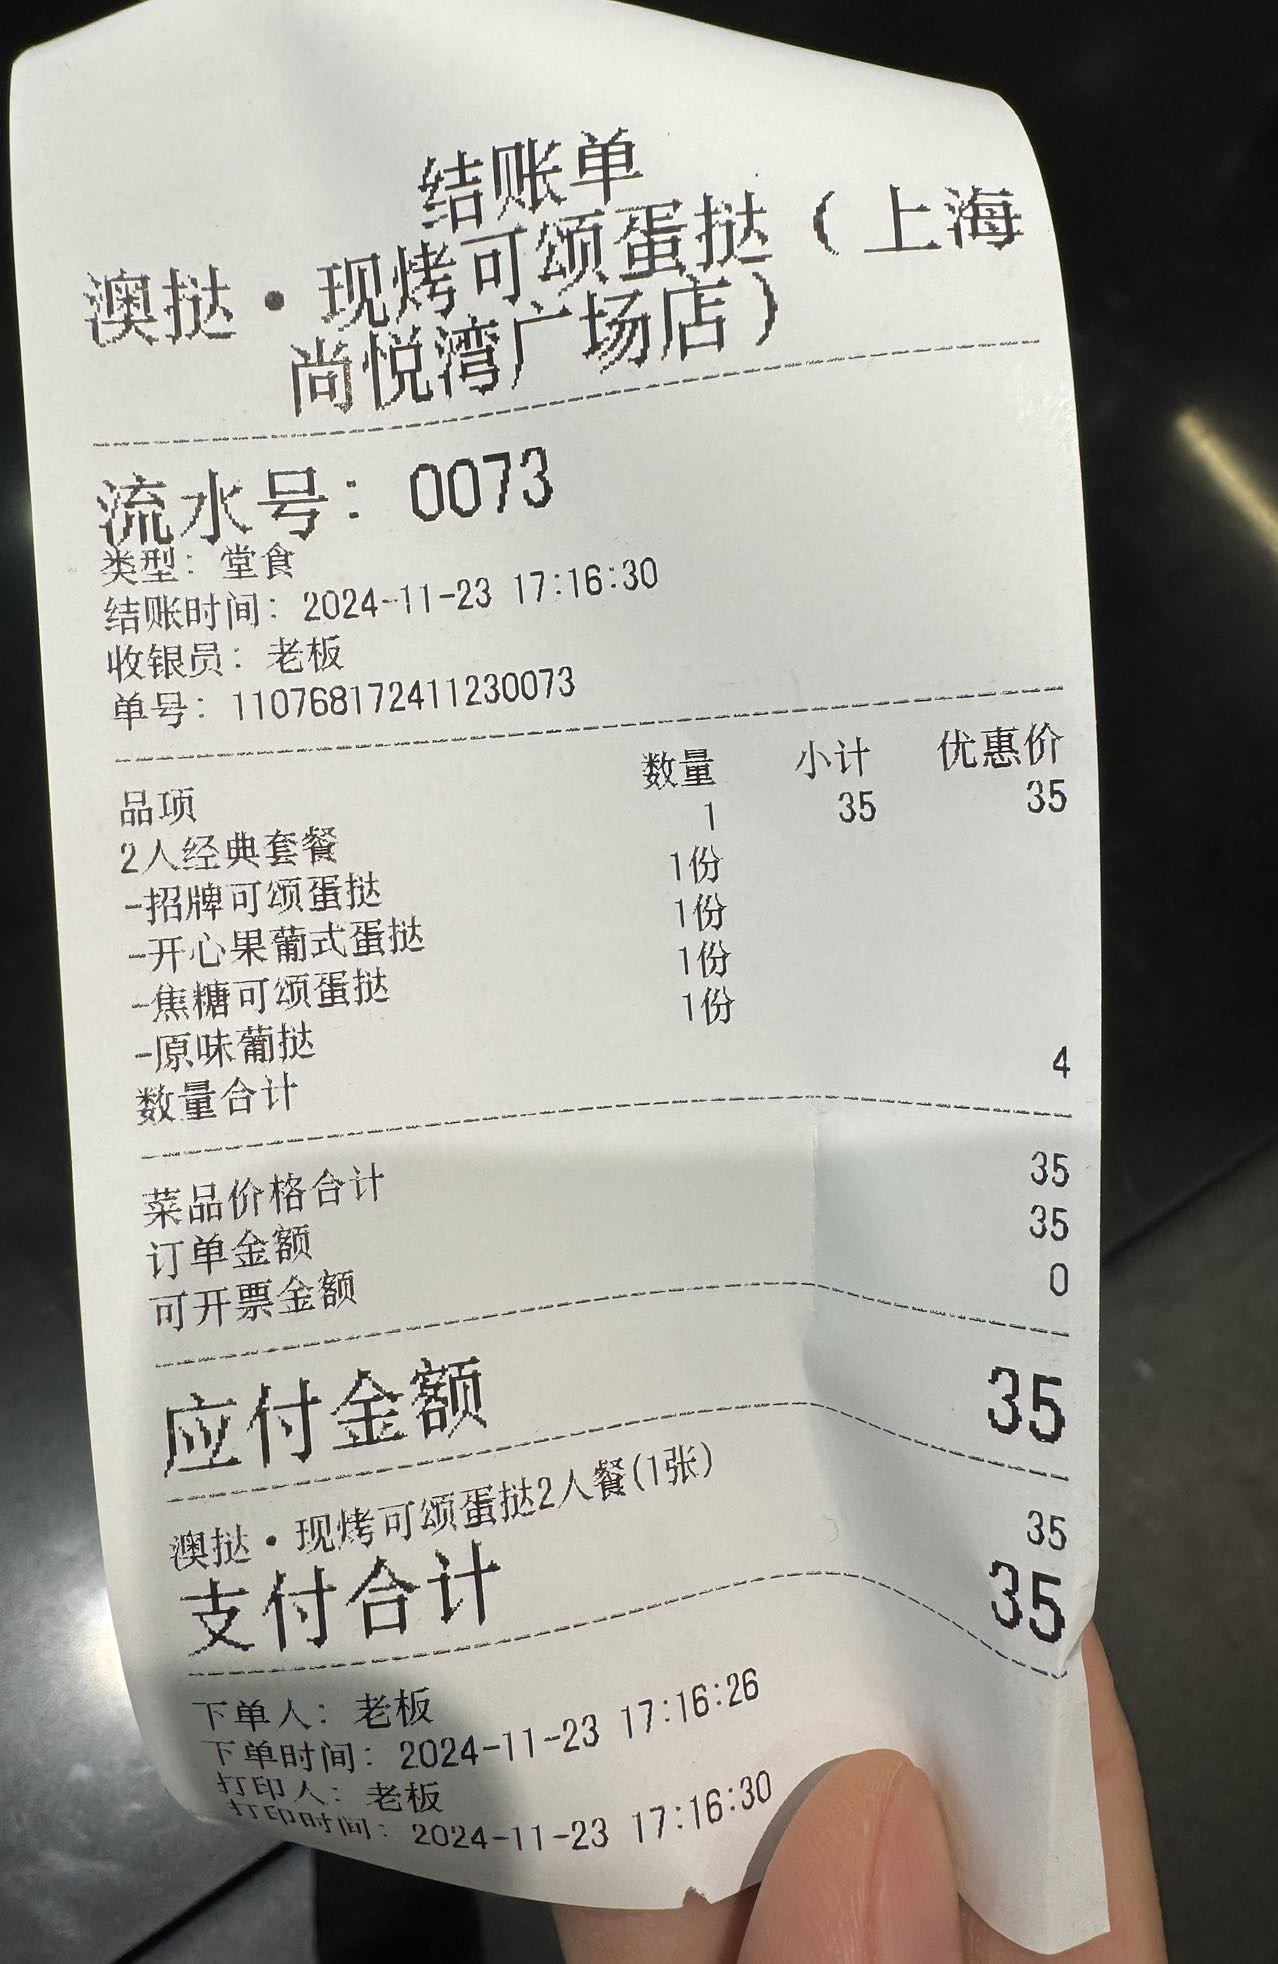 结账单
澳挞·现烤可颂蛋挞（上海
尚悦湾广场店）
流水号：0073
类型：堂食
结账时间：2024-11-23 17:16:30
收银员：老板
单号：110768172411230073
品项 数量 小计 优惠价
2人经典套餐 1 35 35
-招牌可颂蛋挞 1份
-开心果葡式蛋挞 1份
-焦糖可颂蛋挞 1份
-原味葡挞 1份
数量合计 4
菜品价格合计 35
订单金额 35
可开票金额 0
应付金额 35
澳挞·现烤可颂蛋挞2人餐(1张) 35
支付合计 35
下单人：老板
下单时间：2024-11-23 17:16:26
打印人：老板
打印时间：2024-11-23 17:16:30